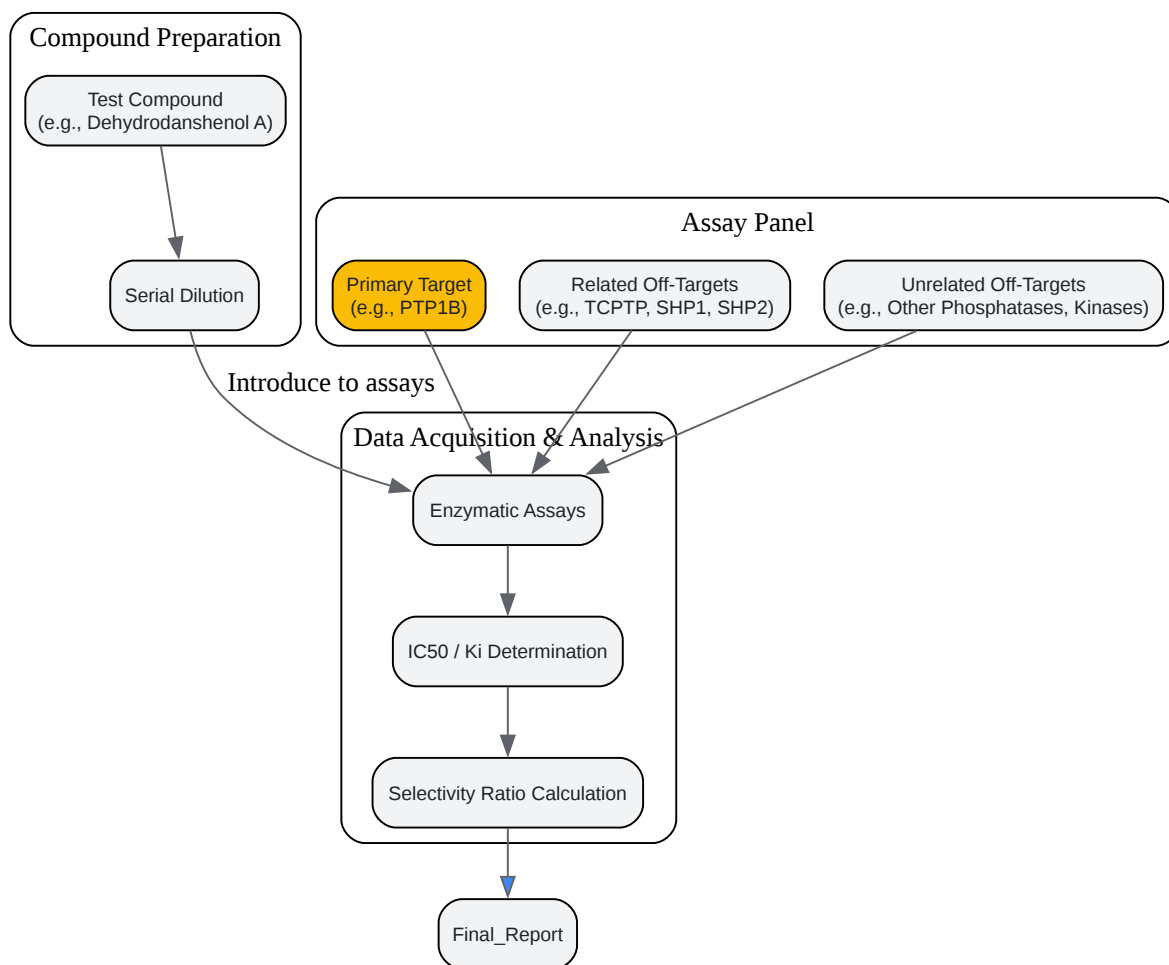 Compound Preparation
Test Compound
(e.g., Dehydrodanshenol A)
Serial Dilution
Assay Panel
Primary Target
(e.g., PTP1B)
Related Off-Targets
(e.g., TCPTP, SHP1, SHP2)
Unrelated Off-Targets
(e.g., Other Phosphatases, Kinases)
Introduce to assays
Data Acquisition & Analysis
Enzymatic Assays
IC50 / Ki Determination
Selectivity Ratio Calculation
Final_Report